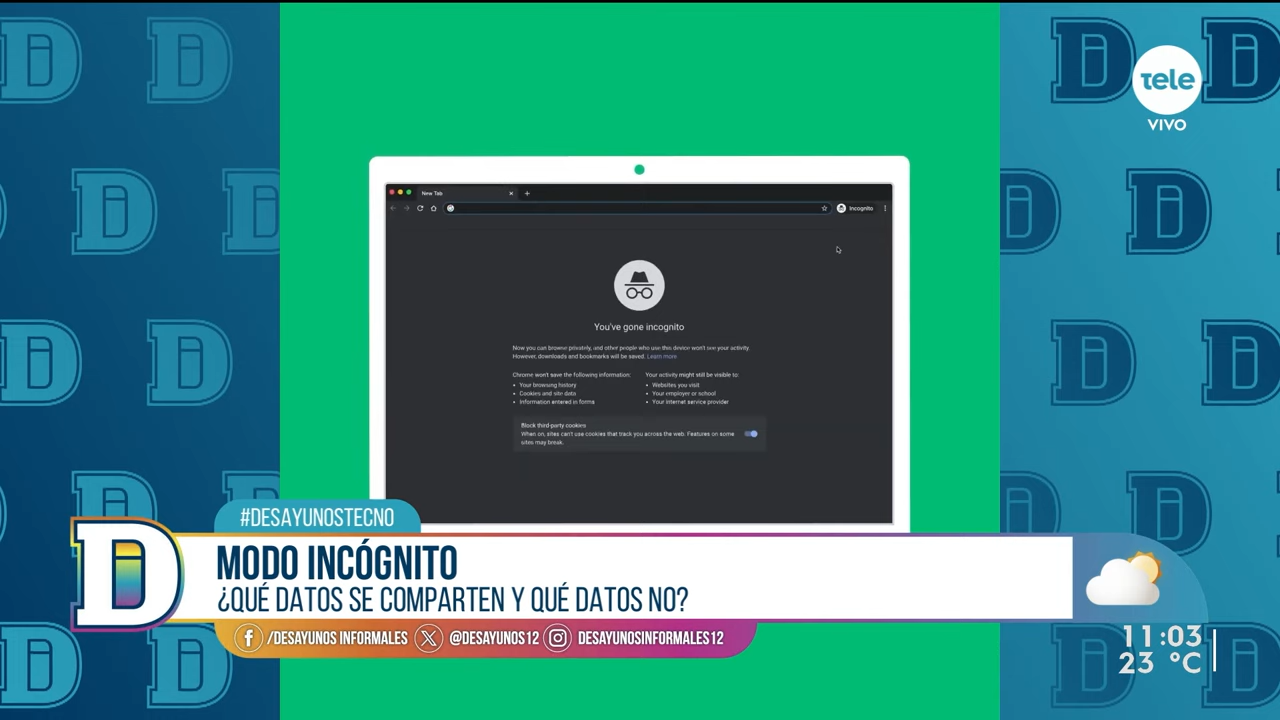 tele
VIVO
New Tab
Incognito
You've gone incognito
Now you can browse privately, and other people who use this device won't see your activity.
However, downloads and bookmarks will be saved. Learn more
Chrome won't save the following information:
• Your browsing history
• Cookies and site data
• Information entered in forms
Your activity might still be visible to:
• Websites you visit
• Your employer or school
• Your internet service provider
Block third-party cookies
When on, sites can't use cookies that track you across the web. Features on some
sites may break.
#DESAYUNOSTECNO
MODO INCÓGNITO
¿QUÉ DATOS SE COMPARTEN Y QUÉ DATOS NO?
/DESAYUNOS INFORMALES @DESAYUNOS12 DESAYUNOSINFORMALES12
11:03
23 °C